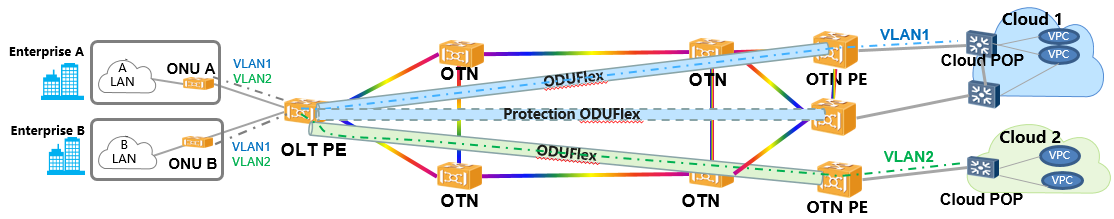 Enterprise A
A
LAN
ONU A
VLAN1
VLAN2
Enterprise B
B
LAN
ONU B
VLAN1
VLAN2
OLT PE
OTN
OTN
OTN
OTN
ODUFlex
Protection ODUFlex
ODUFlex
OTN PE
OTN PE
VLAN1
VLAN2
Cloud 1
VPC
VPC
Cloud POP
Cloud 2
VPC
VPC
Cloud POP